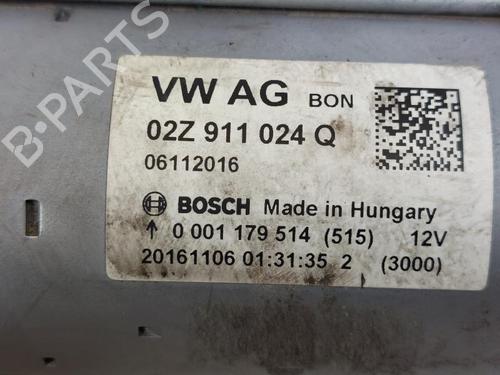 VW AG BON
02Z 911 024 Q
06112016
BOSCH Made in Hungary
↑ 0 001 179 514 (515) 12V
20161106 01:31:35 2 (3000)
B-PARTS